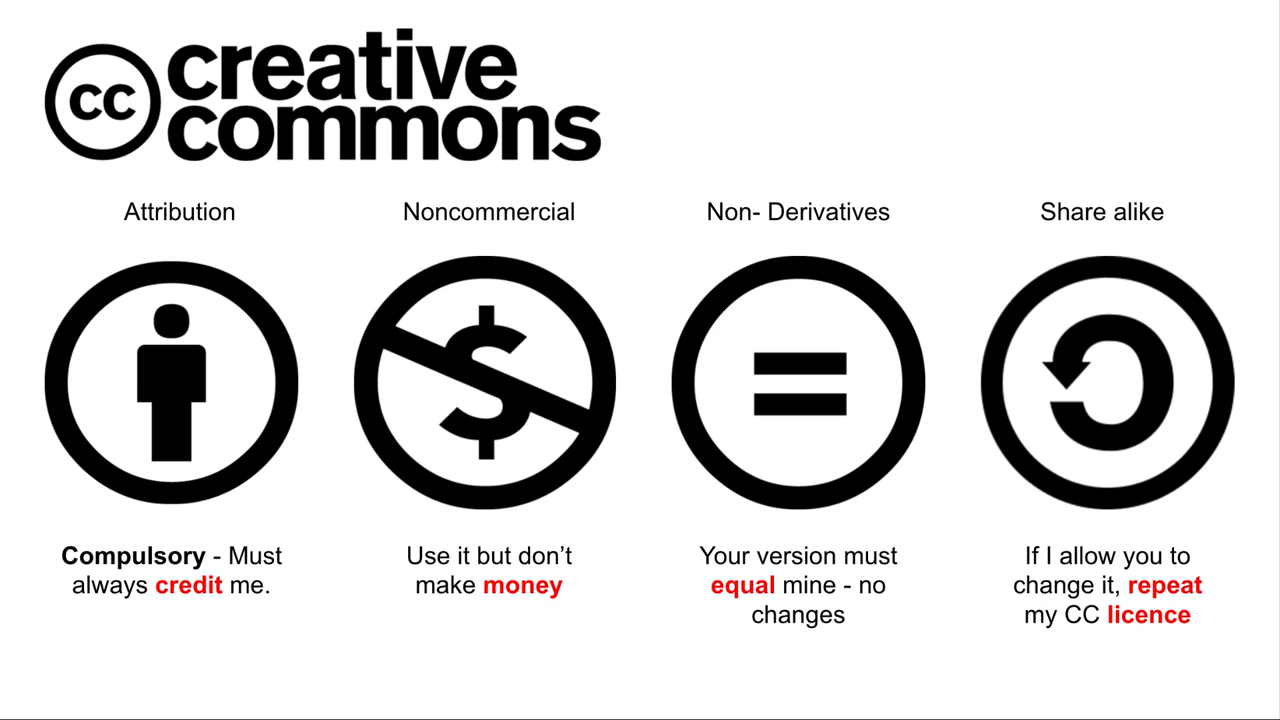 cc creative
commons
Attribution
Noncommercial
Non- Derivatives
Share alike
$
=
Compulsory - Must
always credit me.
Use it but don’t
make money
Your version must
equal mine - no
changes
If I allow you to
change it, repeat
my CC licence